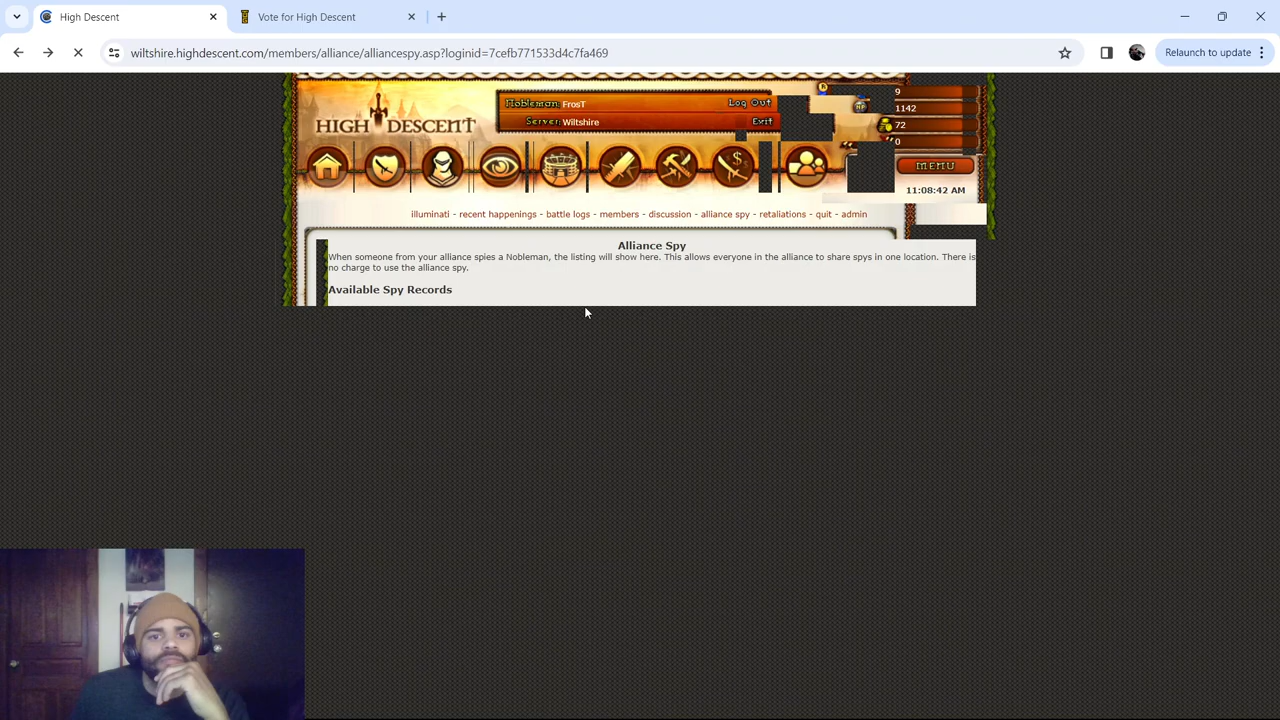 High Descent
Vote for High Descent
wiltshire.highdescent.com/members/alliance/alliancespy.asp?loginid=7cefb771533d4c7fa469
Relaunch to update
HIGH DESCENT
Nobleman: FrosT
Log Out
Server: Wiltshire
Exit
9
1142
72
0
MENU
11:08:42 AM
illuminati - recent happenings - battle logs - members - discussion - alliance spy - retaliations - quit - admin
Alliance Spy
When someone from your alliance spies a Nobleman, the listing will show here. This allows everyone in the alliance to share spys in one location. There is
no charge to use the alliance spy.
Available Spy Records